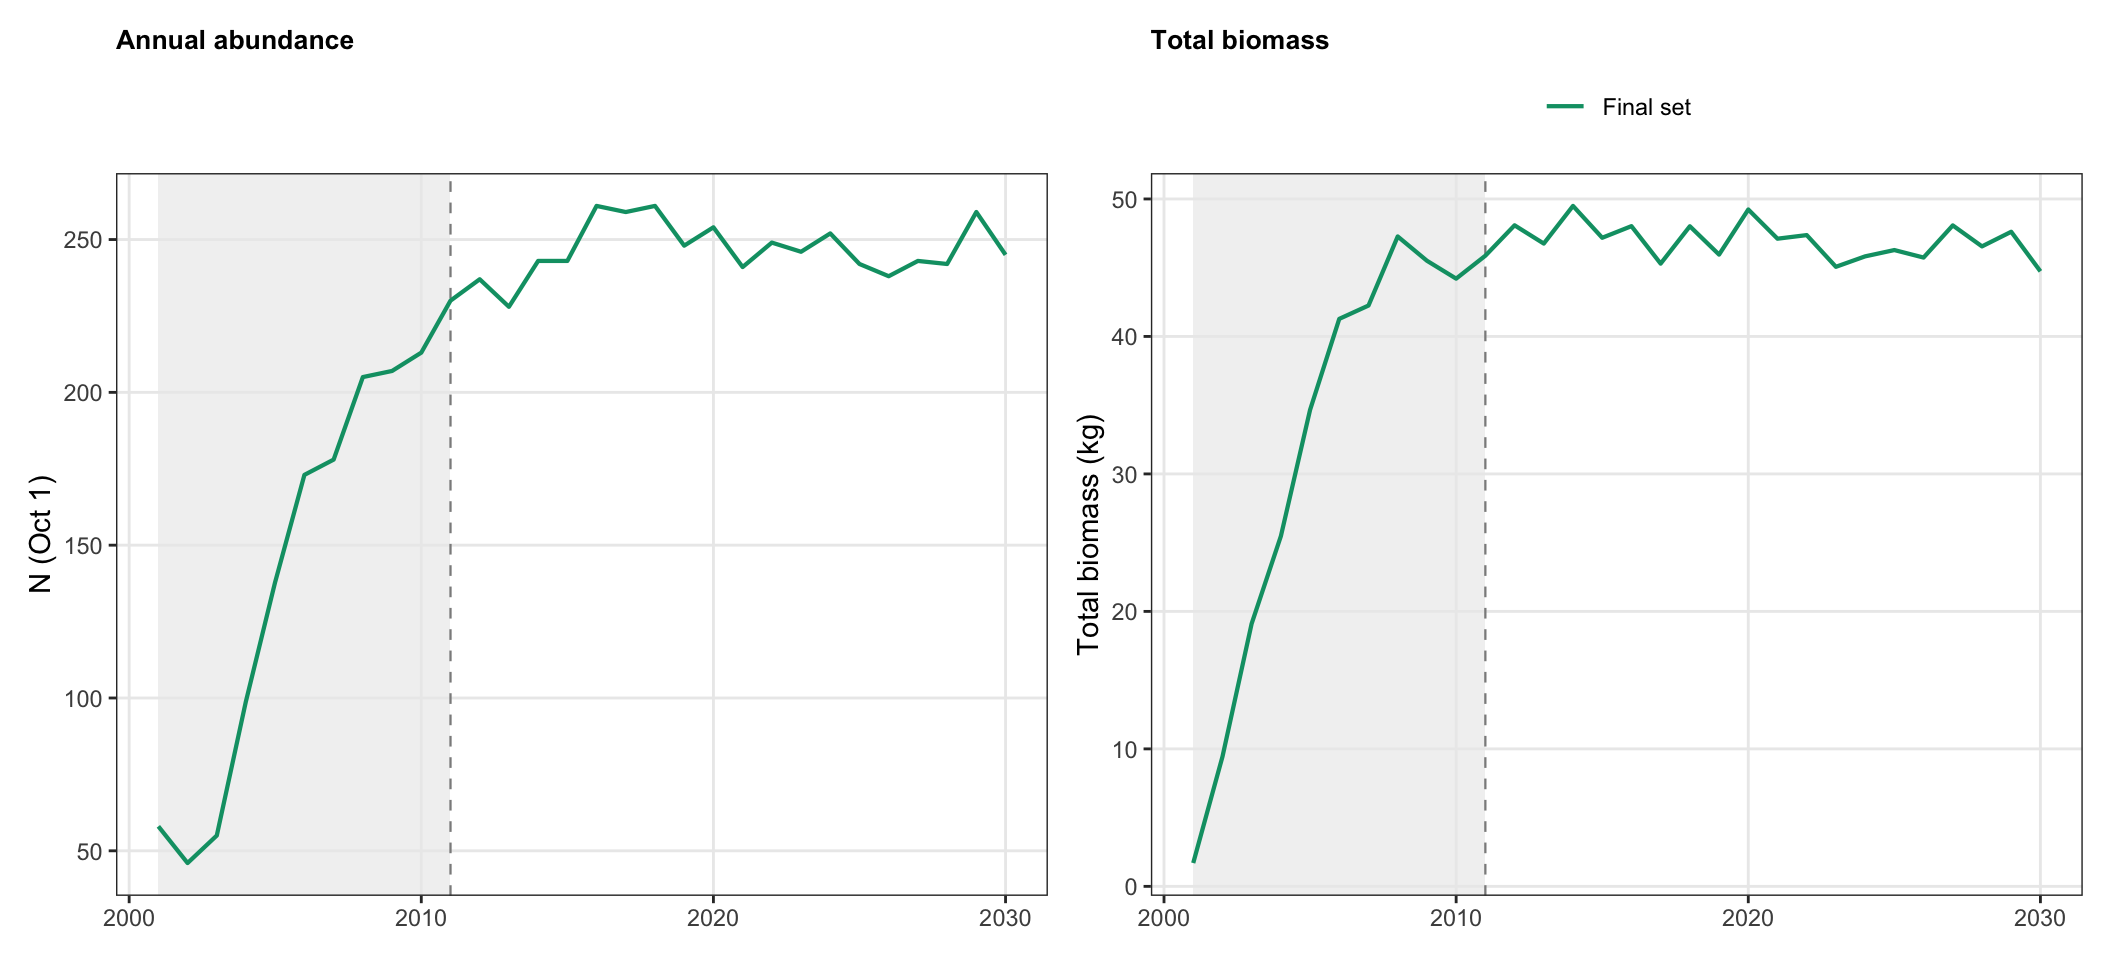 Annual abundance
N (Oct 1)
250
200
150
100
50
2000 2010 2020 2030
Total biomass
Final set
Total biomass (kg)
50
40
30
20
10
0
2000 2010 2020 2030